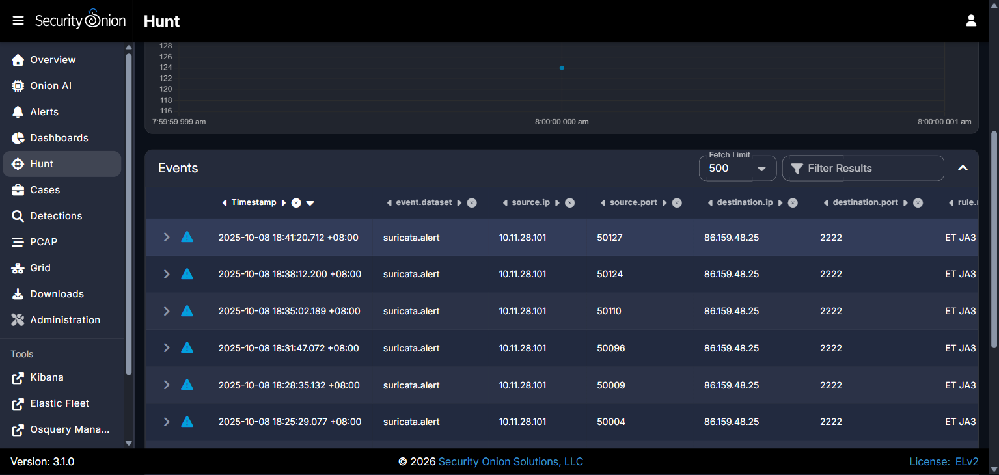 Security Onion
Hunt
Overview
Onion AI
Alerts
Dashboards
Hunt
Cases
Detections
PCAP
Grid
Downloads
Administration
Tools
Kibana
Elastic Fleet
Osquery Mana...
128
126
124
122
120
118
116
7:59:59.999 am 8:00:00.000 am 8:00:00.001 am
Events
Fetch Limit
500
Filter Results
Timestamp event.dataset source.ip source.port destination.ip destination.port rule.
2025-10-08 18:41:20.712 +08:00 suricata.alert 10.11.28.101 50127 86.159.48.25 2222 ET JA3
2025-10-08 18:38:12.200 +08:00 suricata.alert 10.11.28.101 50124 86.159.48.25 2222 ET JA3
2025-10-08 18:35:02.189 +08:00 suricata.alert 10.11.28.101 50110 86.159.48.25 2222 ET JA3
2025-10-08 18:31:47.072 +08:00 suricata.alert 10.11.28.101 50096 86.159.48.25 2222 ET JA3
2025-10-08 18:28:35.132 +08:00 suricata.alert 10.11.28.101 50009 86.159.48.25 2222 ET JA3
2025-10-08 18:25:29.077 +08:00 suricata.alert 10.11.28.101 50004 86.159.48.25 2222 ET JA3
Version: 3.1.0
© 2026 Security Onion Solutions, LLC
License: ELv2